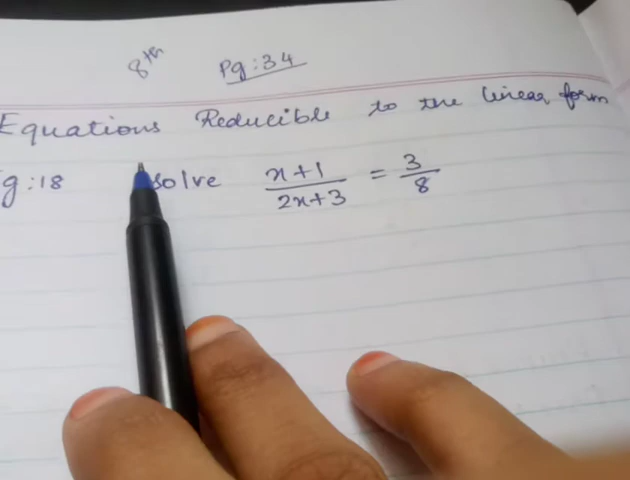 8th Pg:34
Equations Reducible to the linear form
g:18 solve x+1/2x+3 = 3/8